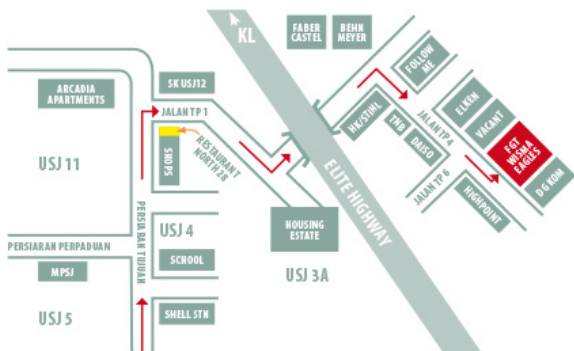 KL
FABER
CASTEL
BEHN
MEYER
FOLLOW
ME
SK USJ12
ARCADIA
APARTMENTS
JALAN TP 1
HK/STIHL
TNB
DAISO
JALAN TP 4
ELKEN
VACANT
FGT
WISMA
EAGLES
DG KOM
USJ 11
SHOPS
RESTAURANT
NORTH 28
JALAN TP 6
HIGHPOINT
ELITE HIGHWAY
PERSIARAN TUJUAN
USJ 4
HOUSING
ESTATE
PERSIARAN PERPADUAN
SCHOOL
MPSJ
USJ 3A
USJ 5
SHELL STN